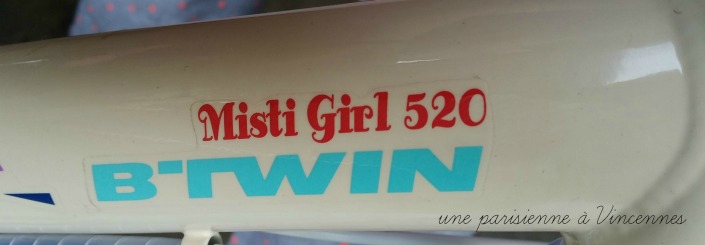 Misti Girl 520
B'TWIN
une parisienne à Vincennes